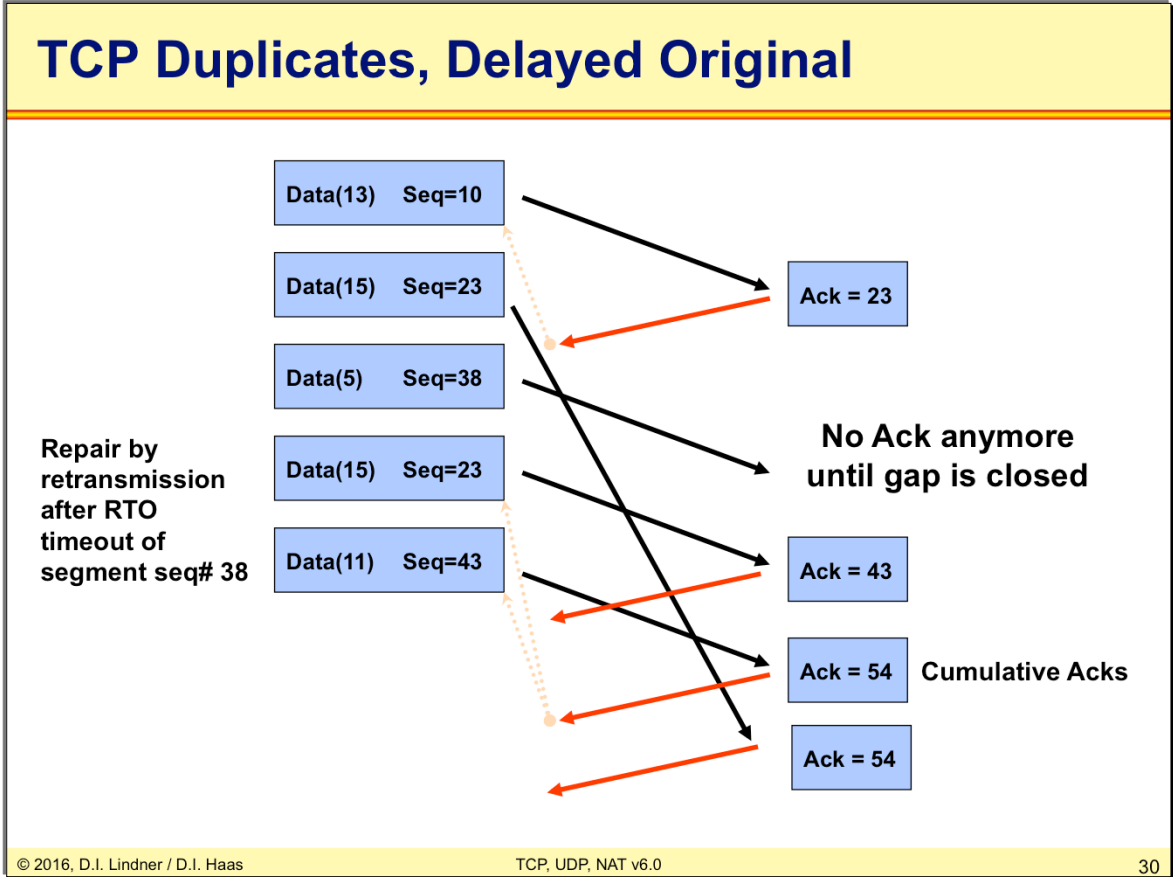 TCP Duplicates, Delayed Original
Data(13) Seq=10
Data(15) Seq=23
Ack = 23
Data(5) Seq=38
No Ack anymore
until gap is closed
Repair by
retransmission
after RTO
timeout of
segment seq# 38
Data(15) Seq=23
Data(11) Seq=43
Ack = 43
Ack = 54 Cumulative Acks
Ack = 54
© 2016, D.I. Lindner / D.I. Haas
TCP, UDP, NAT v6.0
30